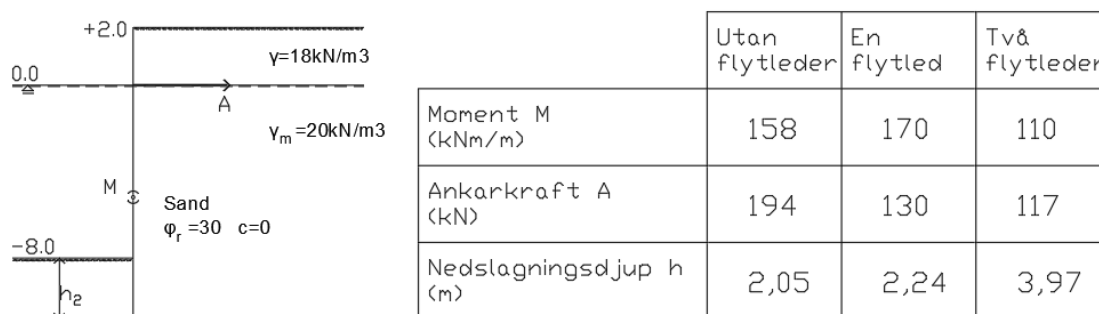 +2.0
γ=18kN/m3
0.0
A
γm =20kN/m3
M
Sand
φr =30 c=0
-8.0
h2
Utan flytleder
En flytled
Två flytleder
Moment M (kNm/m)
158
170
110
Ankarkraft A (kN)
194
130
117
Nedslagningsdjup h (m)
2,05
2,24
3,97